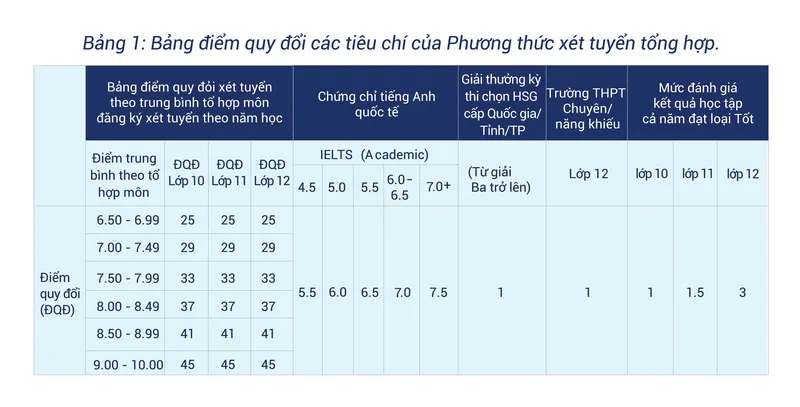 Bảng 1: Bảng điểm quy đổi các tiêu chí của Phương thức xét tuyển tổng hợp.
Bảng điểm quy đỏi xét tuyển
theo trung bình tổ hợp môn
đăng ký xét tuyển theo năm học
Chứng chỉ tiếng Anh
quốc tế
Giải thưởng kỳ
thi chọn HSG
cấp Quốc gia/
Tỉnh/TP
Trường THPT
Chuyên/
năng khiếu
Mức đánh giá
kết quả học tập
cả năm đạt loại Tốt
Điểm trung
bình theo tổ
hợp môn
ĐQĐ
Lớp 10
ĐQĐ
Lớp 11
ĐQĐ
Lớp 12
IELTS (A cademic)
4.5 5.0 5.5 6.0– 6.5 7.0+
(Từ giải
Ba trở lên)
Lớp 12
lớp 10 lớp 11 lớp 12
Điểm
quy đổi
(ĐQĐ)
6.50 - 6.99 25 25 25
7.00 - 7.49 29 29 29
7.50 - 7.99 33 33 33
8.00 - 8.49 37 37 37
8.50 - 8.99 41 41 41
9.00 - 10.00 45 45 45
5.5 6.0 6.5 7.0 7.5 1 1 1 1.5 3